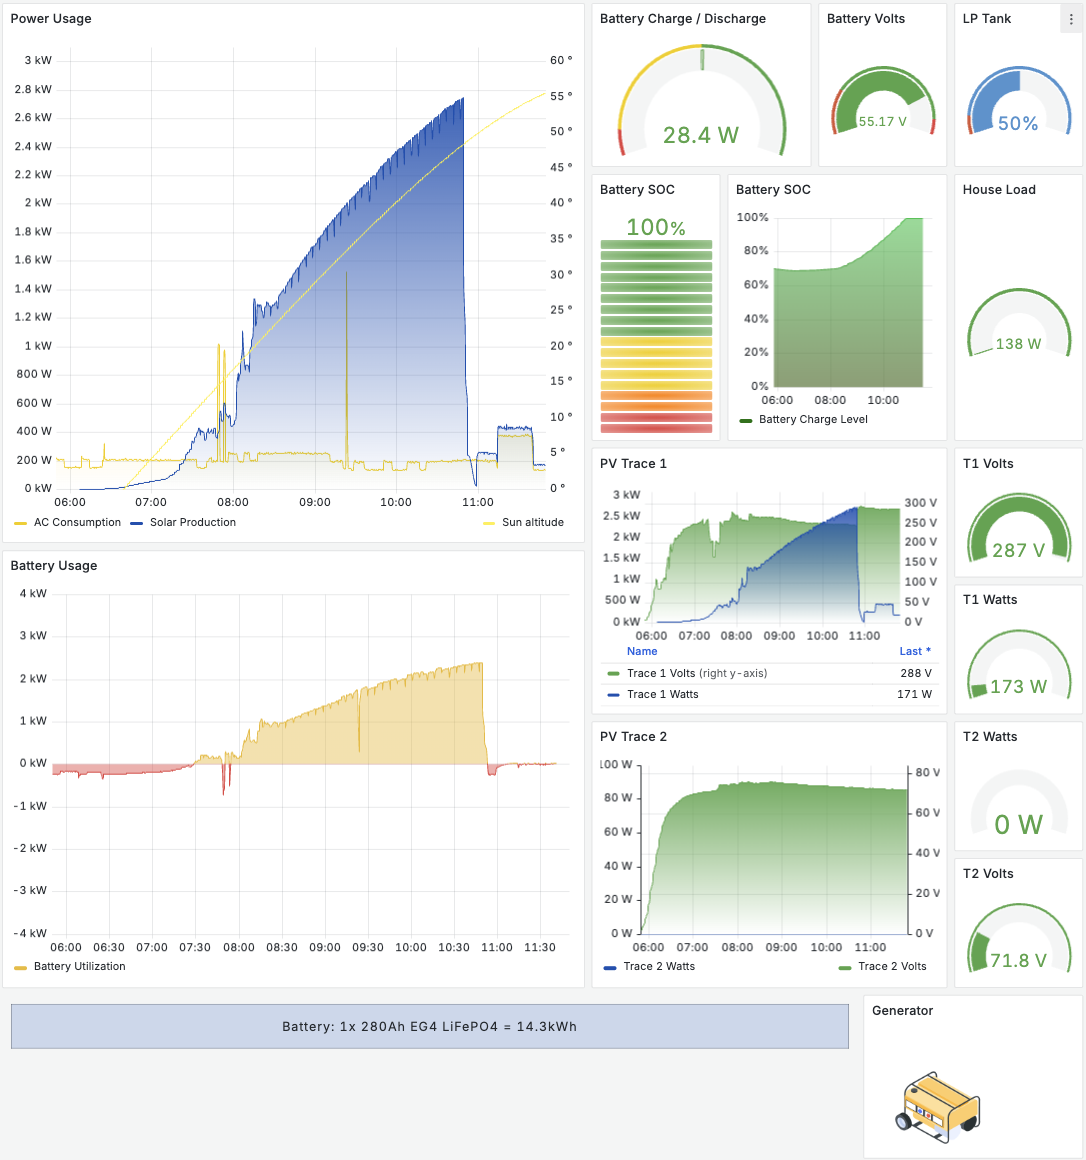 Power Usage
3 kW
2.8 kW
2.6 kW
2.4 kW
2.2 kW
2 kW
1.8 kW
1.6 kW
1.4 kW
1.2 kW
1 kW
800 W
600 W
400 W
200 W
0 kW
60 °
55 °
50 °
45 °
40 °
35 °
30 °
25 °
20 °
15 °
10 °
5 °
0 °
06:00 07:00 08:00 09:00 10:00 11:00
AC Consumption Solar Production Sun altitude
Battery Charge / Discharge
28.4 W
Battery Volts
55.17 V
LP Tank
50%
Battery SOC
100%
Battery SOC
100%
80%
60%
40%
20%
0%
06:00 08:00 10:00
Battery Charge Level
House Load
138 W
PV Trace 1
3 kW
2.5 kW
2 kW
1.5 kW
1 kW
500 W
0 kW
300 V
250 V
200 V
150 V
100 V
50 V
0 V
06:00 07:00 08:00 09:00 10:00 11:00
Name Last *
Trace 1 Volts (right y-axis) 288 V
Trace 1 Watts 171 W
T1 Volts
287 V
T1 Watts
173 W
Battery Usage
4 kW
3 kW
2 kW
1 kW
0 kW
-1 kW
-2 kW
-3 kW
-4 kW
06:00 06:30 07:00 07:30 08:00 08:30 09:00 09:30 10:00 10:30 11:00 11:30
Battery Utilization
PV Trace 2
100 W
80 W
60 W
40 W
20 W
0 W
80 V
60 V
40 V
20 V
0 V
06:00 07:00 08:00 09:00 10:00 11:00
Trace 2 Watts Trace 2 Volts
T2 Watts
0 W
T2 Volts
71.8 V
Battery: 1x 280Ah EG4 LiFePO4 = 14.3kWh
Generator